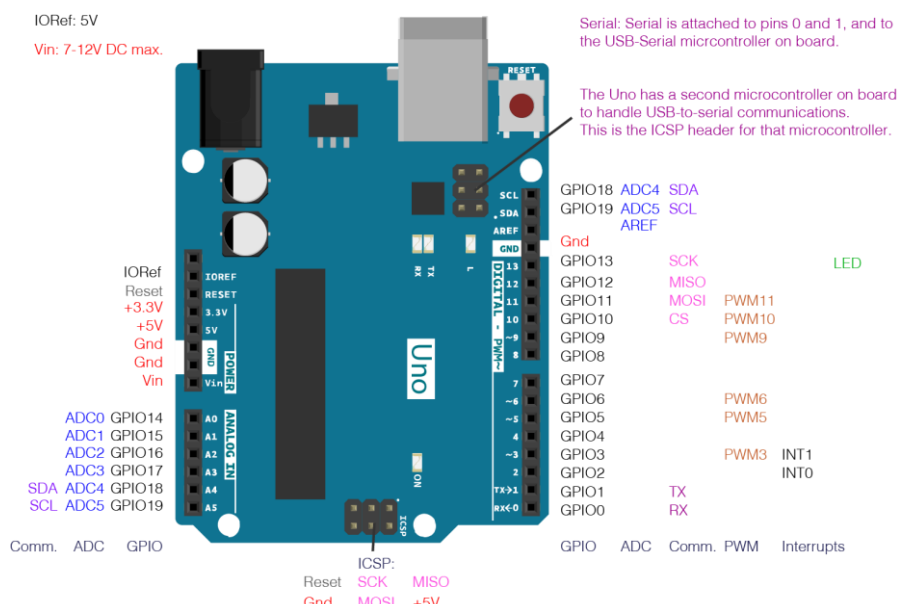 IORef: 5V
Vin: 7-12V DC max.
Serial: Serial is attached to pins 0 and 1, and to
the USB-Serial micrcontroller on board.
The Uno has a second microcontroller on board
to handle USB-to-serial communications.
This is the ICSP header for that microcontroller.
RESET
IORef
Reset
+3.3V
+5V
Gnd
Gnd
Vin
ADC0 GPIO14
ADC1 GPIO15
ADC2 GPIO16
ADC3 GPIO17
SDA ADC4 GPIO18
SCL ADC5 GPIO19
Comm. ADC GPIO
IOREF
RESET
3.3V
5V
GND
Vin
POWER
A0
A1
A2
A3
A4
A5
ANALOG IN
RX
TX
L
Uno
ON
ICSP
SCL
SDA
AREF
GND
13
12
11
10
~9
8
DIGITAL - PWM~
7
~6
~5
4
~3
2
TX→1
RX←0
GPIO18 ADC4 SDA
GPIO19 ADC5 SCL
AREF
Gnd
GPIO13 SCK LED
GPIO12 MISO
GPIO11 MOSI PWM11
GPIO10 CS PWM10
GPIO9 PWM9
GPIO8
GPIO7
GPIO6 PWM6
GPIO5 PWM5
GPIO4
GPIO3 PWM3 INT1
GPIO2 INT0
GPIO1 TX
GPIO0 RX
GPIO ADC Comm. PWM Interrupts
ICSP:
Reset SCK MISO
Gnd MOSI +5V